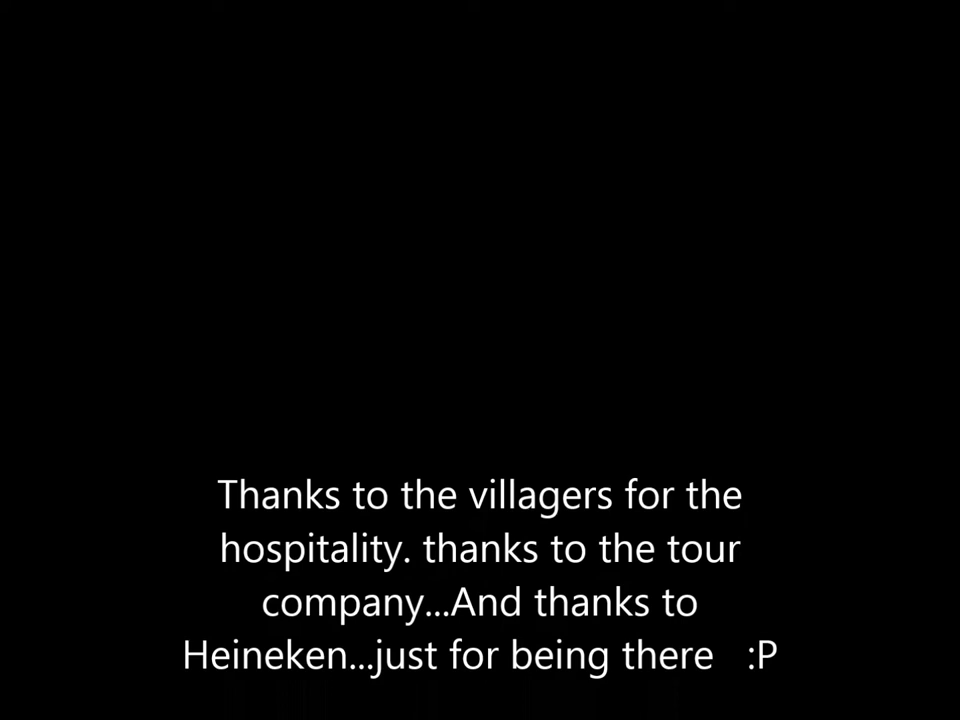 Thanks to the villagers for the
hospitality. thanks to the tour
company...And thanks to
Heineken...just for being there :P